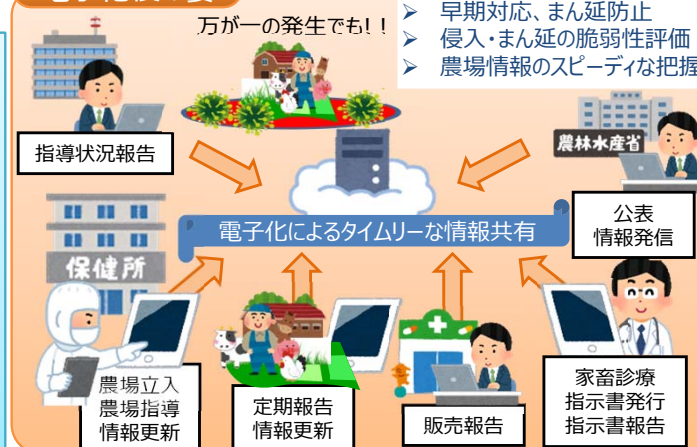 万が一の発生でも!!
➢ 早期対応、まん延防止
➢ 侵入・まん延の脆弱性評価
➢ 農場情報のスピーディな把握
指導状況報告
農林水産省
公表
情報発信
電子化によるタイムリーな情報共有
保健所
農場立入
農場指導
情報更新
定期報告
情報更新
販売報告
家畜診療
指示書発行
指示書報告